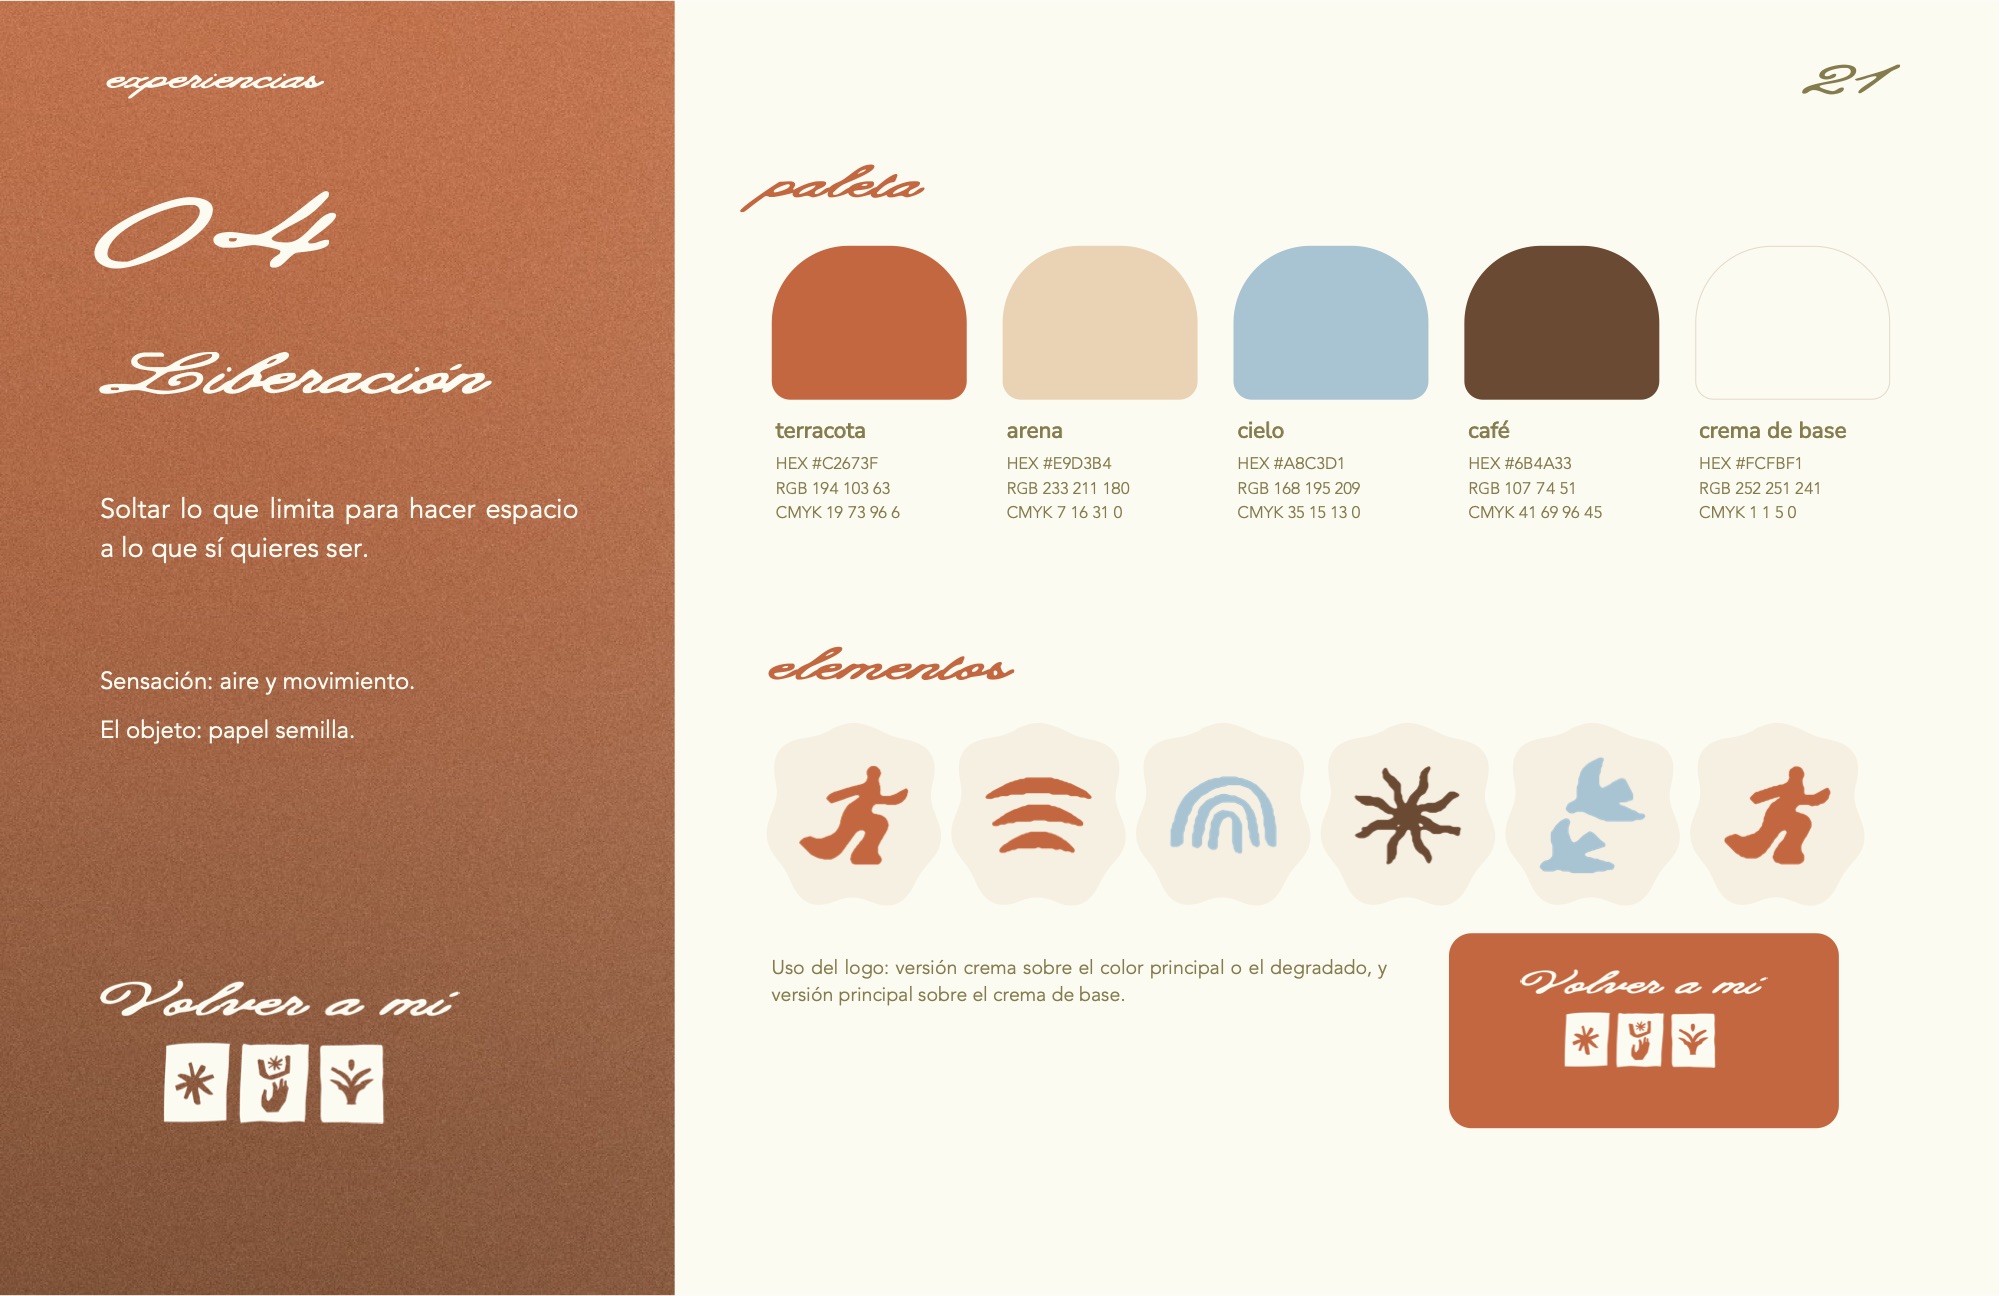 experiencias
21
04
Liberación
Soltar lo que limita para hacer espacio
a lo que sí quieres ser.
Sensación: aire y movimiento.
El objeto: papel semilla.
Volver a mí
paleta
terracota
HEX #C2673F
RGB 194 103 63
CMYK 19 73 96 6
arena
HEX #E9D3B4
RGB 233 211 180
CMYK 7 16 31 0
cielo
HEX #A8C3D1
RGB 168 195 209
CMYK 35 15 13 0
café
HEX #6B4A33
RGB 107 74 51
CMYK 41 69 96 45
crema de base
HEX #FCFBF1
RGB 252 251 241
CMYK 1 1 5 0
elementos
Uso del logo: versión crema sobre el color principal o el degradado, y
versión principal sobre el crema de base.
Volver a mí